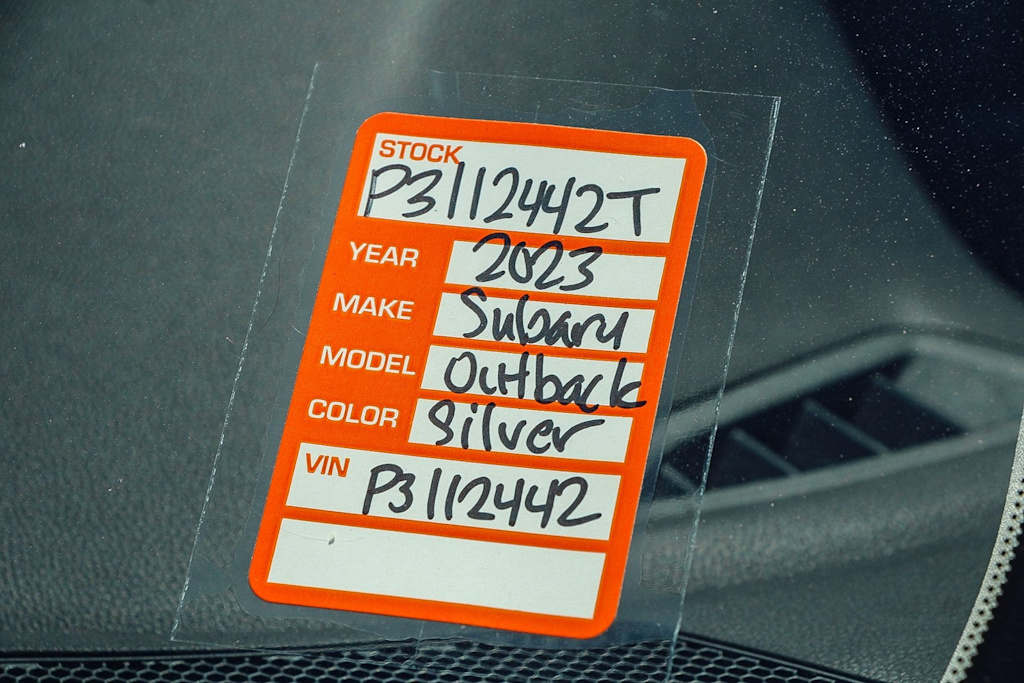 STOCK
P3112442T
YEAR 2023
MAKE Subaru
MODEL Outback
COLOR Silver
VIN P3112442